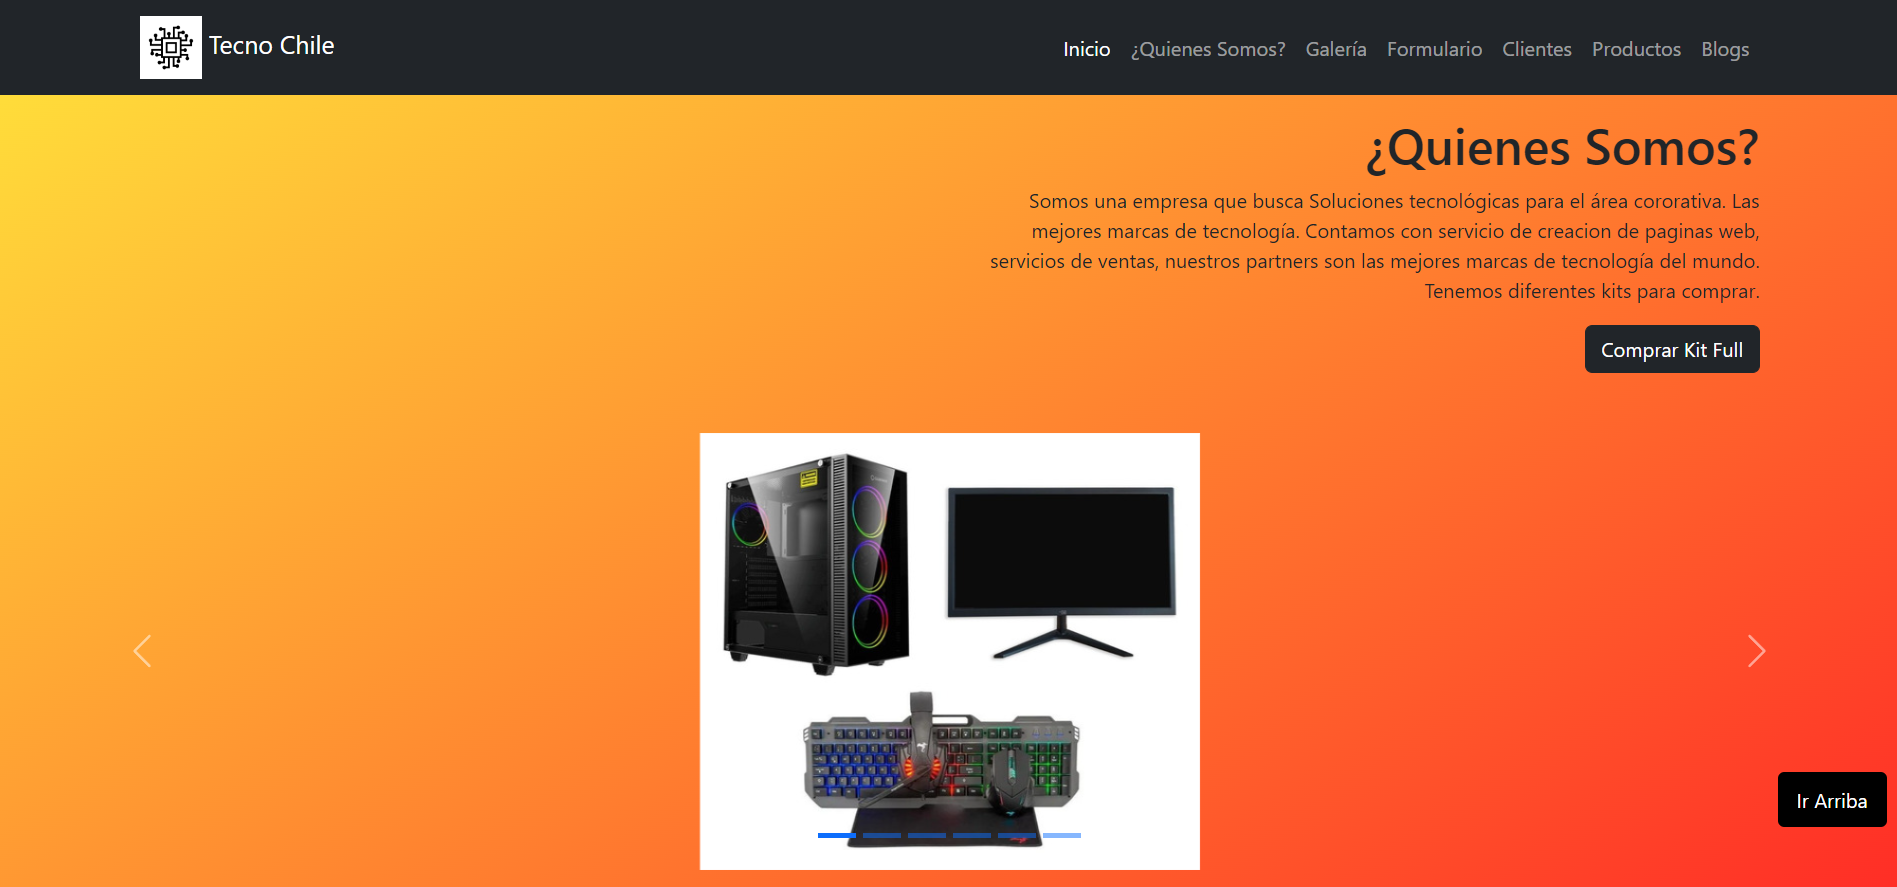 Tecno Chile
Inicio ¿Quienes Somos? Galería Formulario Clientes Productos Blogs
¿Quienes Somos?
Somos una empresa que busca Soluciones tecnológicas para el área cororativa. Las
mejores marcas de tecnología. Contamos con servicio de creacion de paginas web,
servicios de ventas, nuestros partners son las mejores marcas de tecnología del mundo.
Tenemos diferentes kits para comprar.
Comprar Kit Full
Ir Arriba